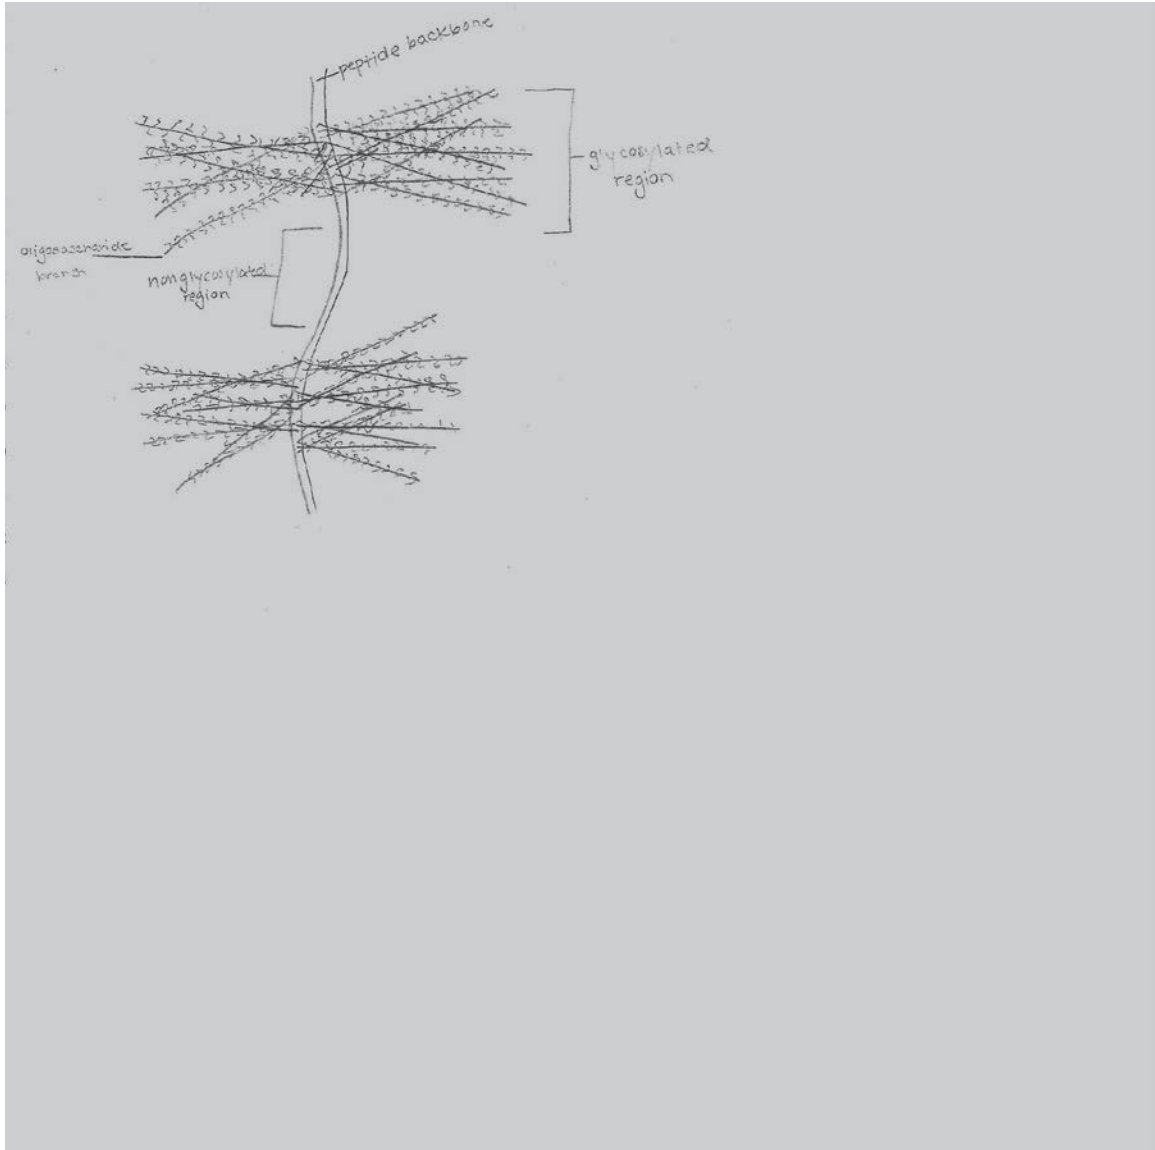 peptide backbone
glycosylated
region
oligosaccharide
branch
nonglycosylated
region